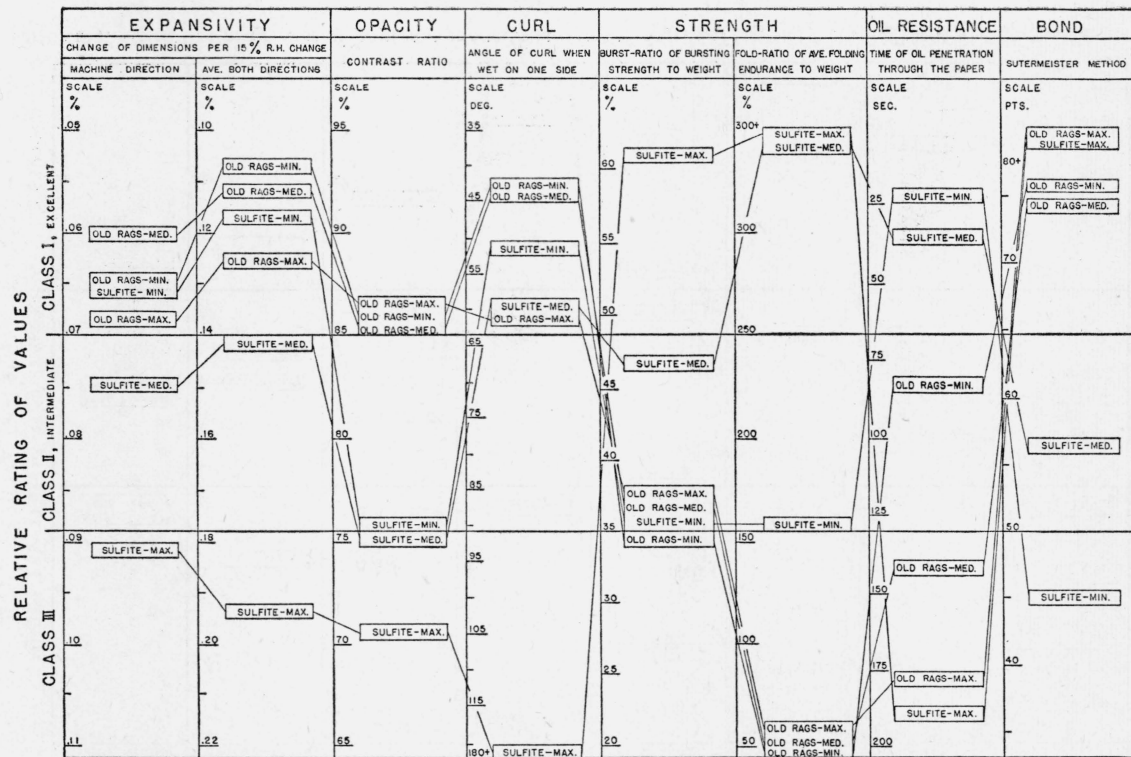 EXPANSIVITY
CHANGE OF DIMENSIONS PER 15% R.H. CHANGE
MACHINE DIRECTION
AVE. BOTH DIRECTIONS
OPACITY
CONTRAST RATIO
CURL
ANGLE OF CURL WHEN
WET ON ONE SIDE
STRENGTH
BURST-RATIO OF BURSTING
STRENGTH TO WEIGHT
FOLD-RATIO OF AVE. FOLDING
ENDURANCE TO WEIGHT
OIL RESISTANCE
TIME OF OIL PENETRATION
THROUGH THE PAPER
BOND
SUTERMEISTER METHOD
RELATIVE RATING OF VALUES
CLASS I, EXCELLENT
CLASS II, INTERMEDIATE
CLASS III
SCALE
%
.05
.06
.07
.08
.09
.10
.11
OLD RAGS-MED.
OLD RAGS-MIN.
SULFITE-MIN.
OLD RAGS-MAX.
SULFITE-MED.
SULFITE-MAX.
SCALE
%
.10
.12
.14
.16
.18
.20
.22
OLD RAGS-MIN.
OLD RAGS-MED.
SULFITE-MIN.
OLD RAGS-MAX.
SULFITE-MED.
SULFITE-MAX.
SCALE
%
95
90
85
80
75
70
65
OLD RAGS-MAX.
OLD RAGS-MIN.
OLD RAGS-MED.
SULFITE-MIN.
SULFITE-MED.
SULFITE-MAX.
SCALE
DEG.
35
45
55
65
75
85
95
105
115
180+
OLD RAGS-MIN.
OLD RAGS-MED.
SULFITE-MIN.
SULFITE-MED.
OLD RAGS-MAX.
SULFITE-MAX.
SCALE
%
60
55
50
45
40
35
30
25
20
SULFITE-MAX.
SULFITE-MED.
OLD RAGS-MAX.
OLD RAGS-MED.
SULFITE-MIN.
OLD RAGS-MIN.
SCALE
%
300+
300
250
200
150
100
50
SULFITE-MAX.
SULFITE-MED.
SULFITE-MIN.
OLD RAGS-MAX.
OLD RAGS-MED.
OLD RAGS-MIN.
SCALE
SEC.
25
50
75
100
125
150
175
200
SULFITE-MIN.
SULFITE-MED.
OLD RAGS-MIN.
OLD RAGS-MED.
OLD RAGS-MAX.
SULFITE-MAX.
SCALE
PTS.
80+
70
60
50
40
OLD RAGS-MAX.
SULFITE-MAX.
OLD RAGS-MIN.
OLD RAGS-MED.
SULFITE-MED.
SULFITE-MIN.